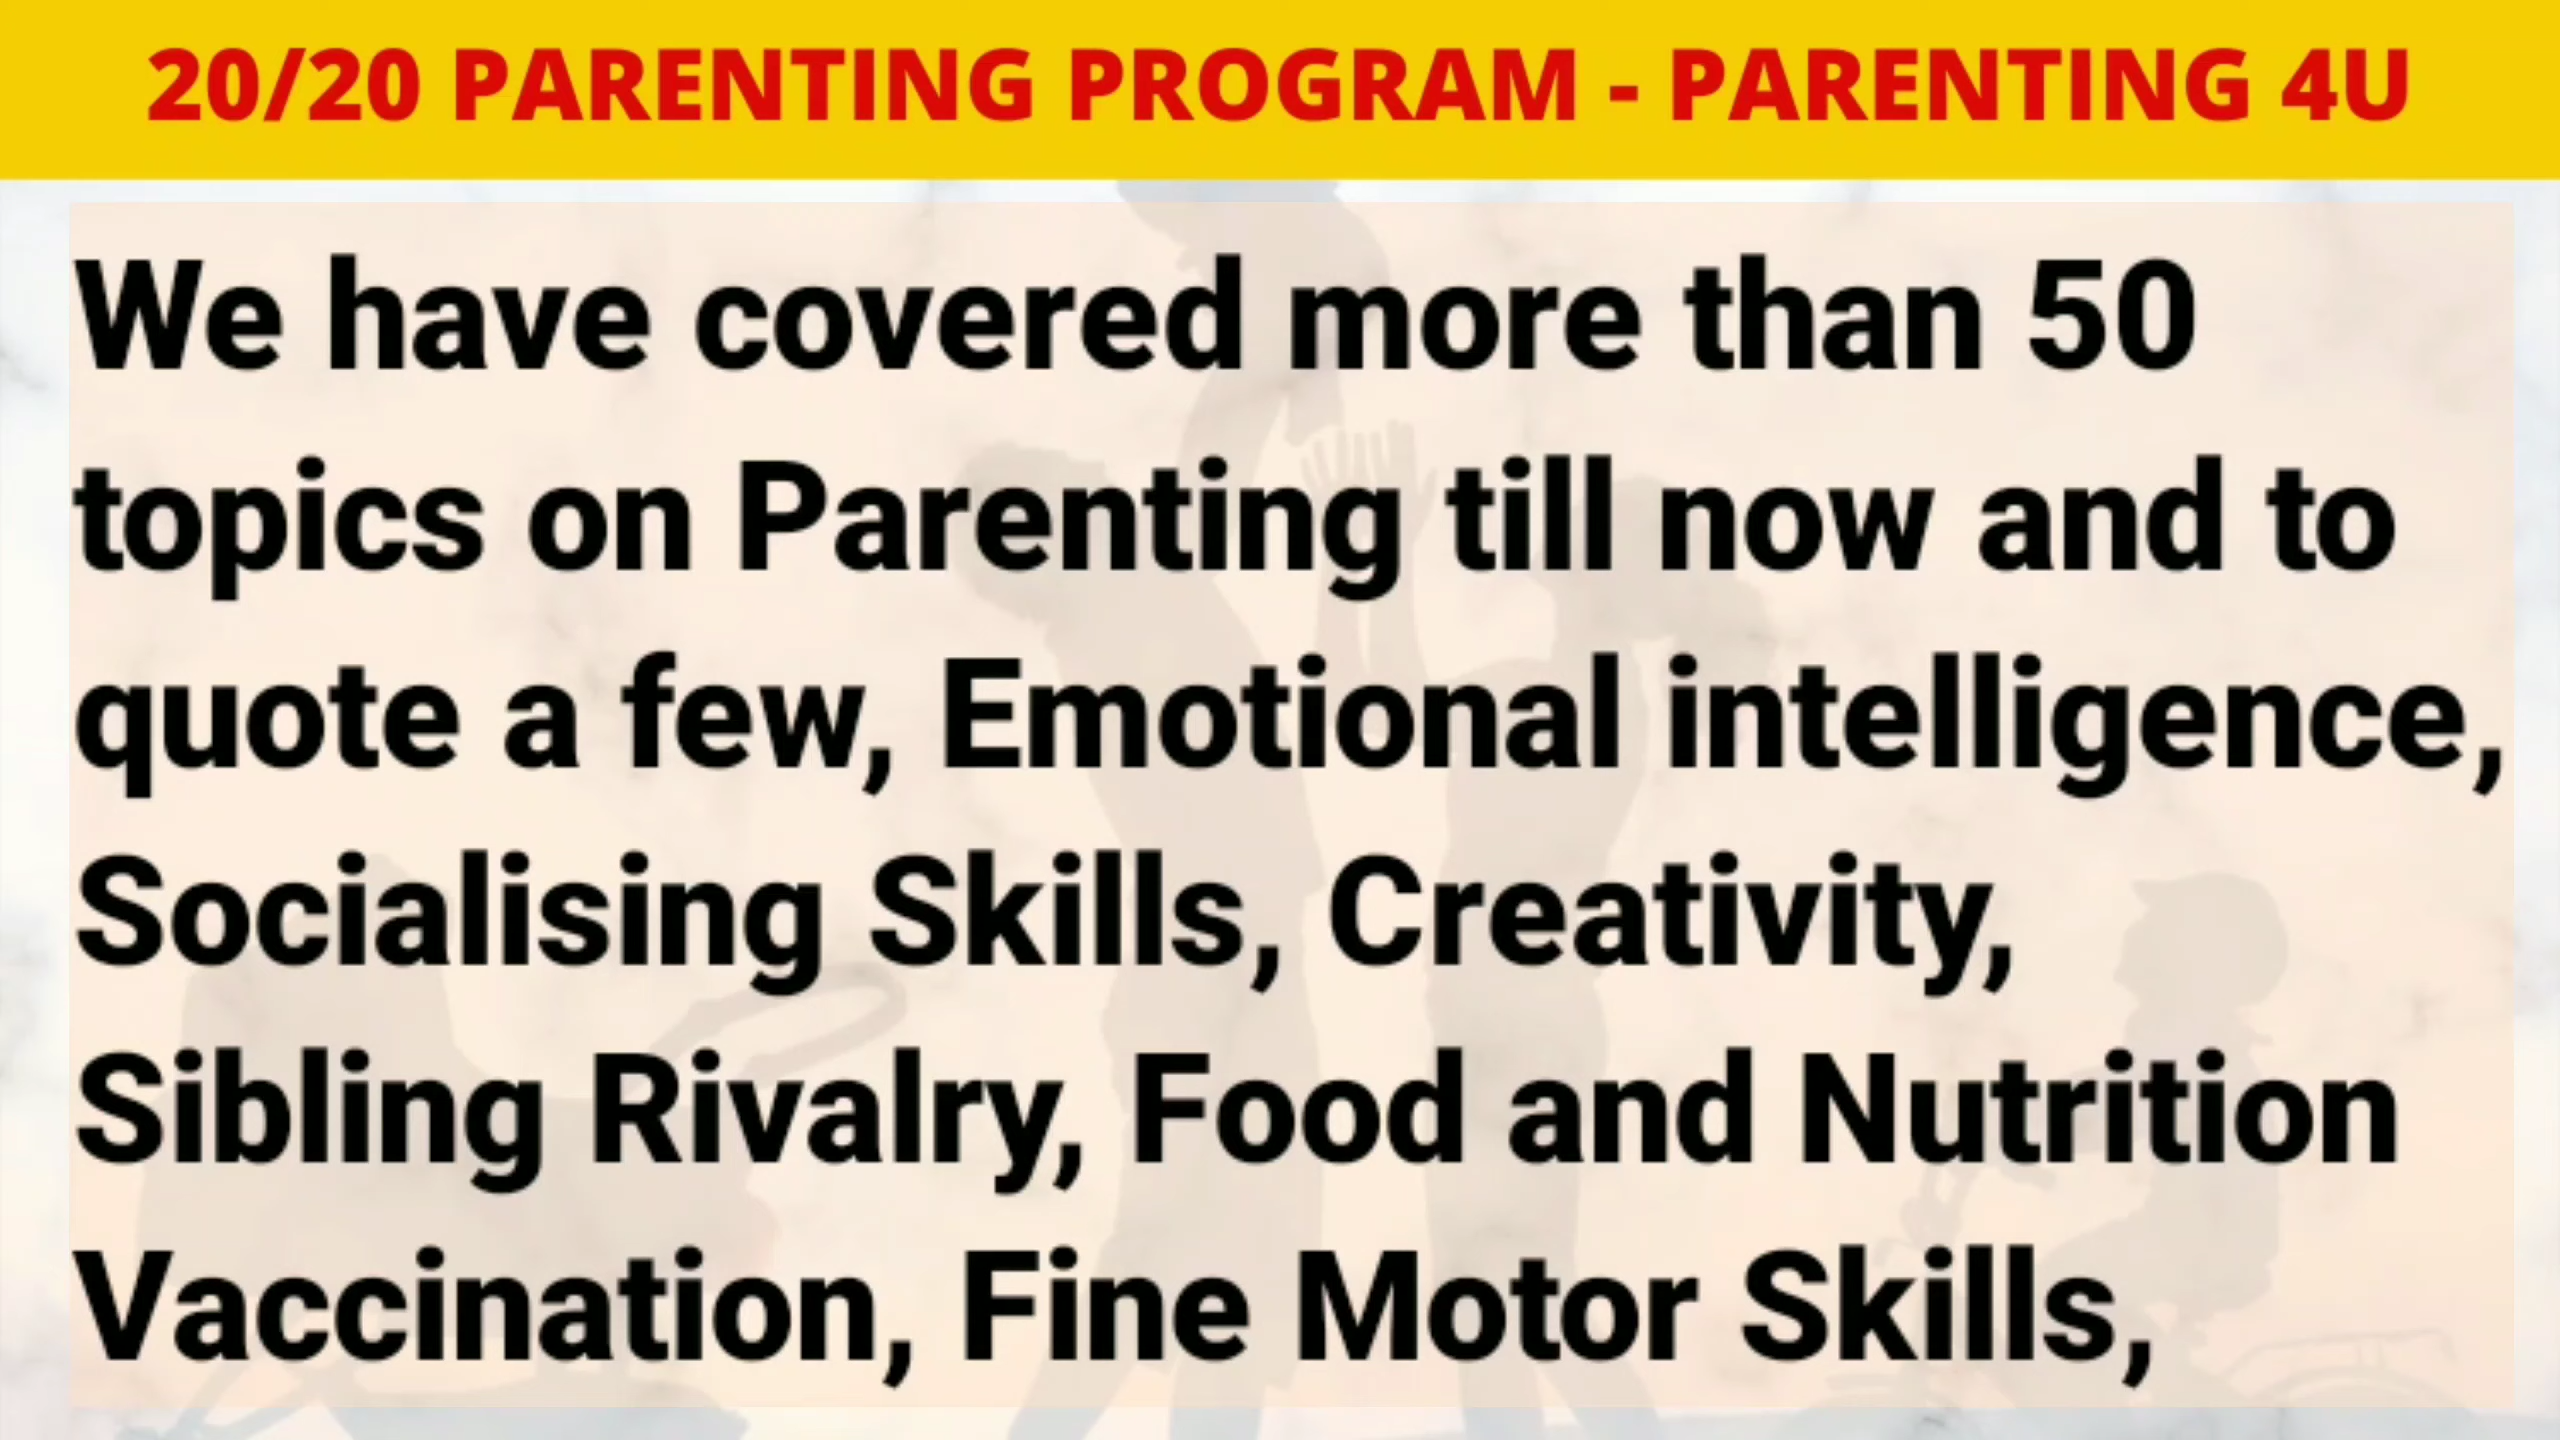 20/20 PARENTING PROGRAM - PARENTING 4U
We have covered more than 50
topics on Parenting till now and to
quote a few, Emotional intelligence,
Socialising Skills, Creativity,
Sibling Rivalry, Food and Nutrition
Vaccination, Fine Motor Skills,